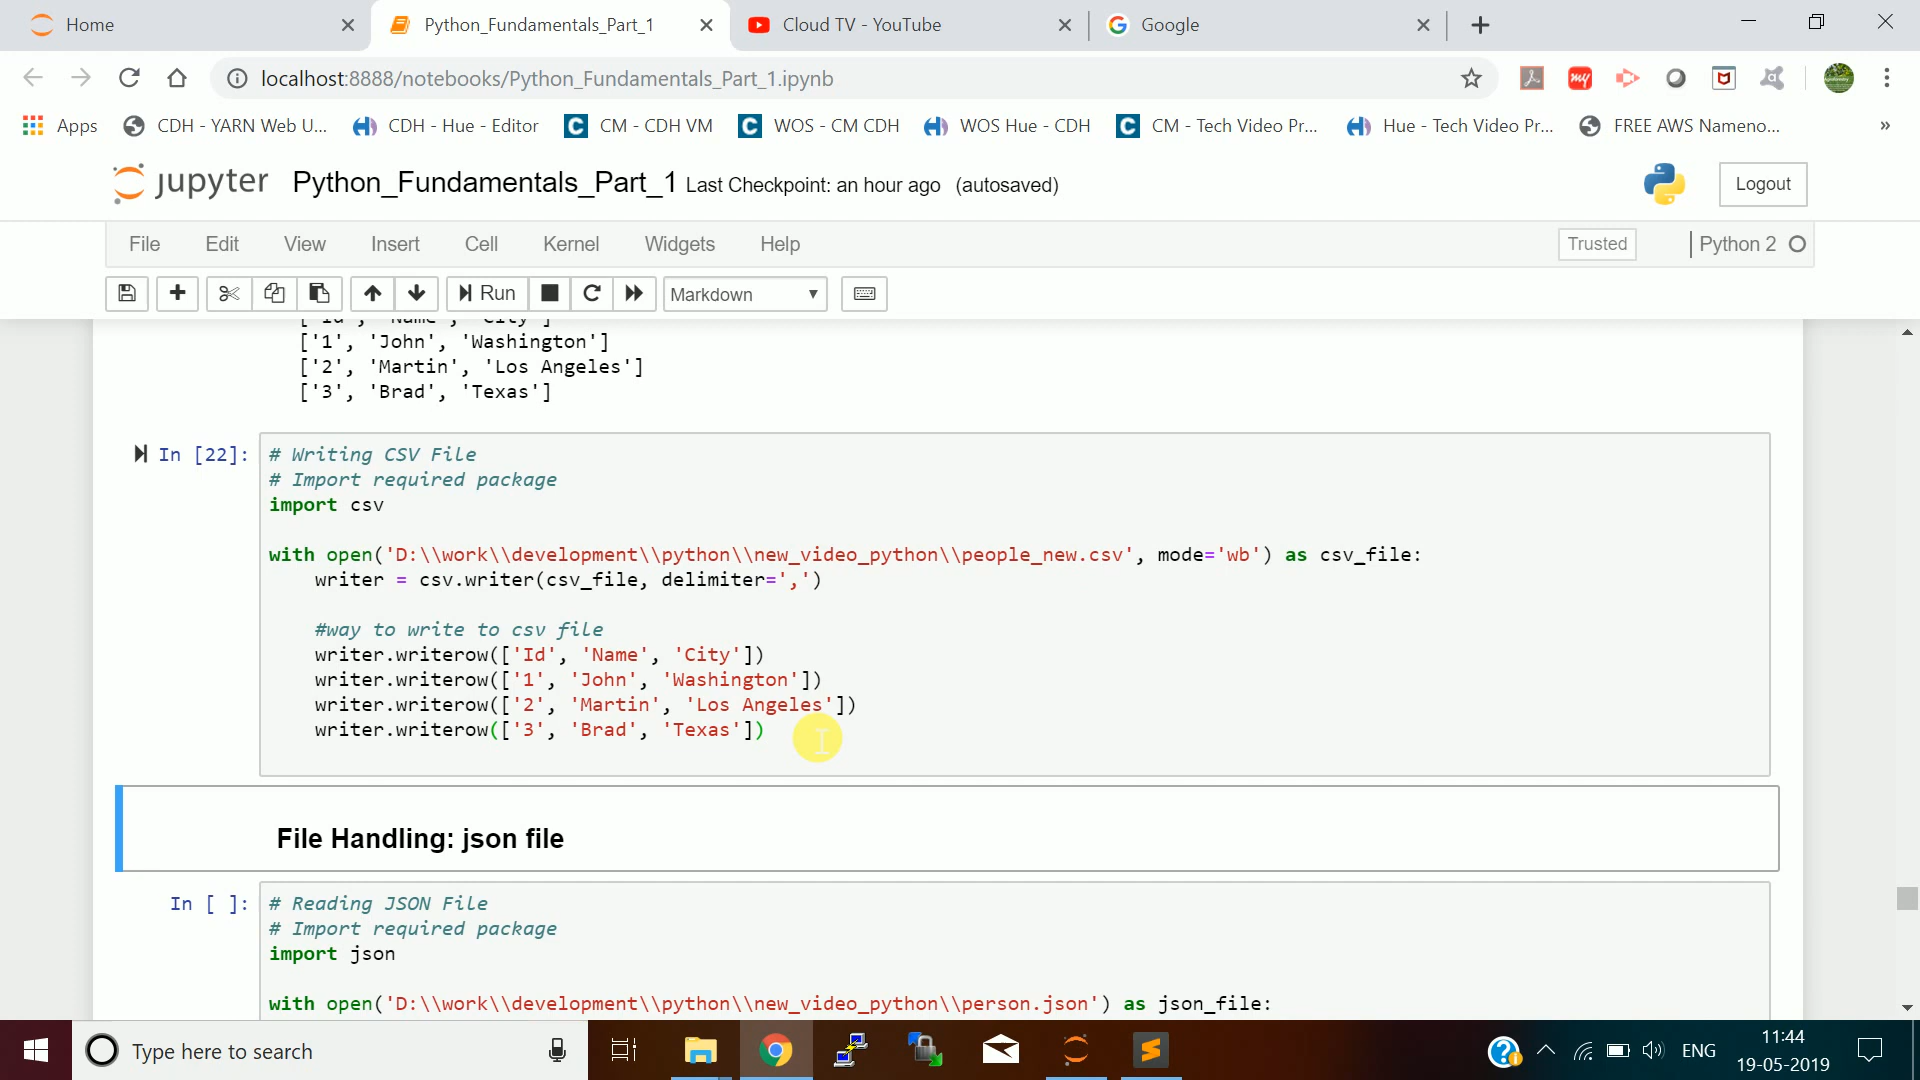 Home
Python_Fundamentals_Part_1
Cloud TV - YouTube
Google
localhost:8888/notebooks/Python_Fundamentals_Part_1.ipynb
Apps
CDH - YARN Web U...
CDH - Hue - Editor
CM - CDH VM
WOS - CM CDH
WOS Hue - CDH
CM - Tech Video Pr...
Hue - Tech Video Pr...
FREE AWS Nameno...
»
jupyter Python_Fundamentals_Part_1 Last Checkpoint: an hour ago (autosaved)
Logout
File Edit View Insert Cell Kernel Widgets Help
Trusted
Python 2
Run
Markdown
['Id', 'Name', 'City']
['1', 'John', 'Washington']
['2', 'Martin', 'Los Angeles']
['3', 'Brad', 'Texas']
In [22]:
# Writing CSV File
# Import required package
import csv
with open('D:\\work\\development\\python\\new_video_python\\people_new.csv', mode='wb') as csv_file:
    writer = csv.writer(csv_file, delimiter=',')
    #way to write to csv file
    writer.writerow(['Id', 'Name', 'City'])
    writer.writerow(['1', 'John', 'Washington'])
    writer.writerow(['2', 'Martin', 'Los Angeles'])
    writer.writerow(['3', 'Brad', 'Texas'])
File Handling: json file
In [ ]:
# Reading JSON File
# Import required package
import json
with open('D:\\work\\development\\python\\new_video_python\\person.json') as json_file:
Type here to search
ENG
11:44
19-05-2019